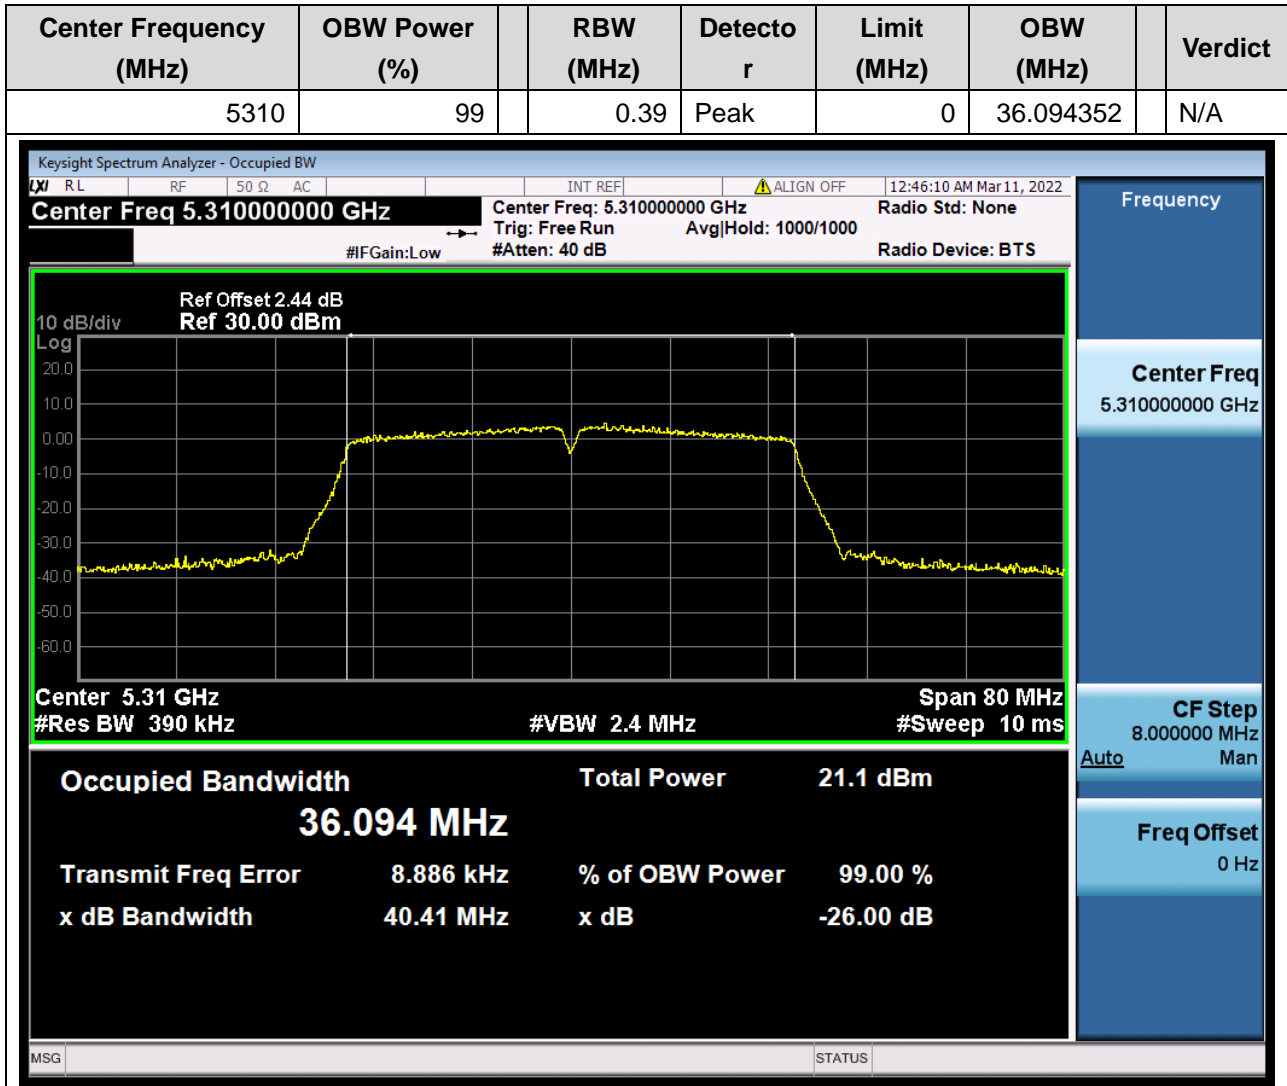 Center Frequency (MHz) OBW Power (%) RBW (MHz) Detecto r Limit (MHz) OBW (MHz) Verdict
5310 99 0.39 Peak 0 36.094352 N/A
Keysight Spectrum Analyzer - Occupied BW
LXI RL RF 50 Ω AC INT REF ALIGN OFF 12:46:10 AM Mar 11, 2022
Center Freq 5.310000000 GHz Center Freq: 5.310000000 GHz Radio Std: None
Trig: Free Run Avg|Hold: 1000/1000
#IFGain:Low #Atten: 40 dB Radio Device: BTS
Ref Offset 2.44 dB
10 dB/div Ref 30.00 dBm
Log
20.0
10.0
0.00
-10.0
-20.0
-30.0
-40.0
-50.0
-60.0
Center 5.31 GHz Span 80 MHz
#Res BW 390 kHz #VBW 2.4 MHz #Sweep 10 ms
Occupied Bandwidth Total Power 21.1 dBm
36.094 MHz
Transmit Freq Error 8.886 kHz % of OBW Power 99.00 %
x dB Bandwidth 40.41 MHz x dB -26.00 dB
MSG STATUS
Frequency
Center Freq
5.310000000 GHz
CF Step
8.000000 MHz
Auto Man
Freq Offset
0 Hz